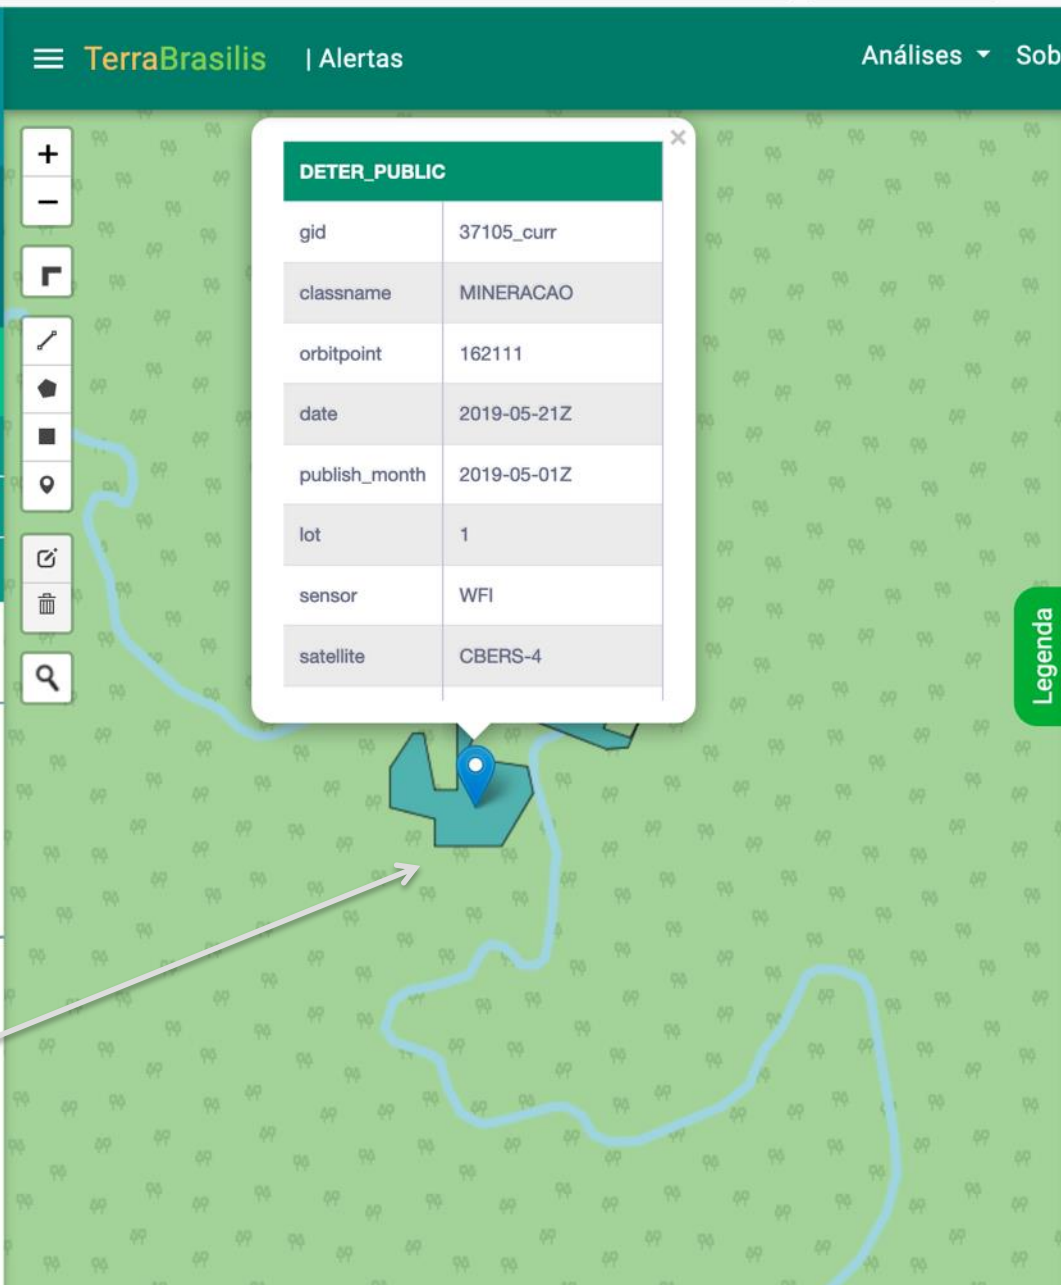 TerraBrasilis | Alertas Análises Sob
DETER_PUBLIC
gid 37105_curr
classname MINERACAO
orbitpoint 162111
date 2019-05-21Z
publish_month 2019-05-01Z
lot 1
sensor WFI
satellite CBERS-4
Legenda